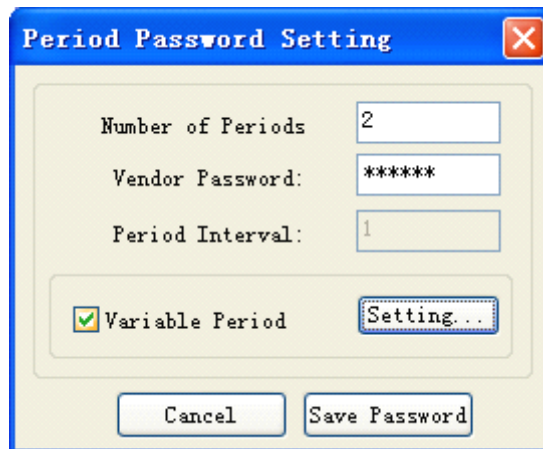 Period Password Setting
Number of Periods 2
Vendor Password: ******
Period Interval: 1
Variable Period Setting...
Cancel Save Password